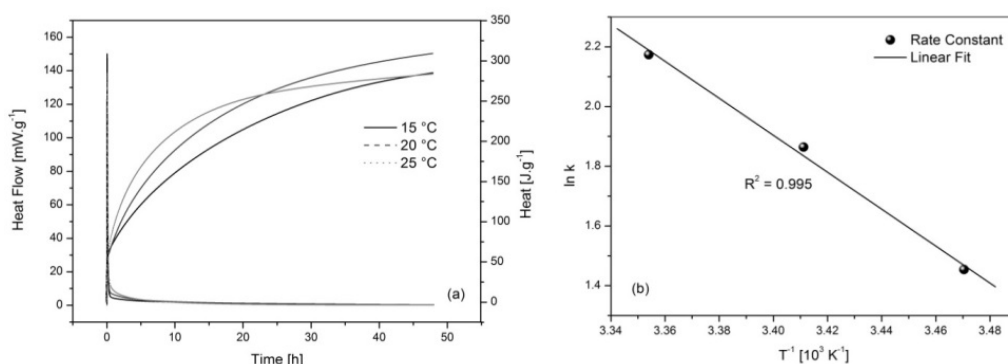 (a)
350
160
300
140
250
120
200
100
150
80
100
60
50
40
0
20
0
0
10
20
30
40
50
Heat Flow [mW.g⁻¹]
Heat [J.g⁻¹]
Time [h]
15 °C
20 °C
25 °C
(a)
(b)
2.2
2.0
1.8
1.6
1.4
3.34
3.36
3.38
3.40
3.42
3.44
3.46
3.48
ln k
T⁻¹ [10³ K⁻¹]
Rate Constant
Linear Fit
R² = 0.995
(b)